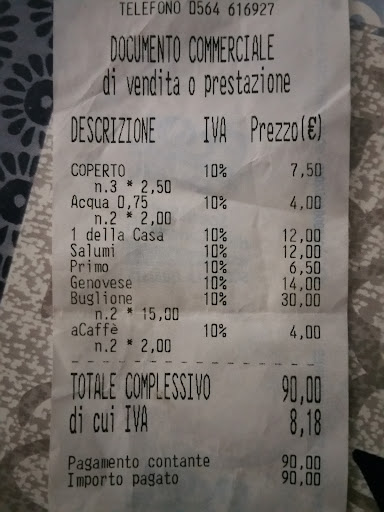 TELEFONO 0564 616927
DOCUMENTO COMMERCIALE
di vendita o prestazione
DESCRIZIONE IVA Prezzo(€)
COPERTO 10% 7,50
n.3 * 2,50
Acqua 0,75 10% 4,00
n.2 * 2,00
1 della Casa 10% 12,00
Salumi 10% 12,00
Primo 10% 6,50
Genovese 10% 14,00
Buglione 10% 30,00
n.2 * 15,00
aCaffè 10% 4,00
n.2 * 2,00
TOTALE COMPLESSIVO 90,00
di cui IVA 8,18
Pagamento contante 90,00
Importo pagato 90,00